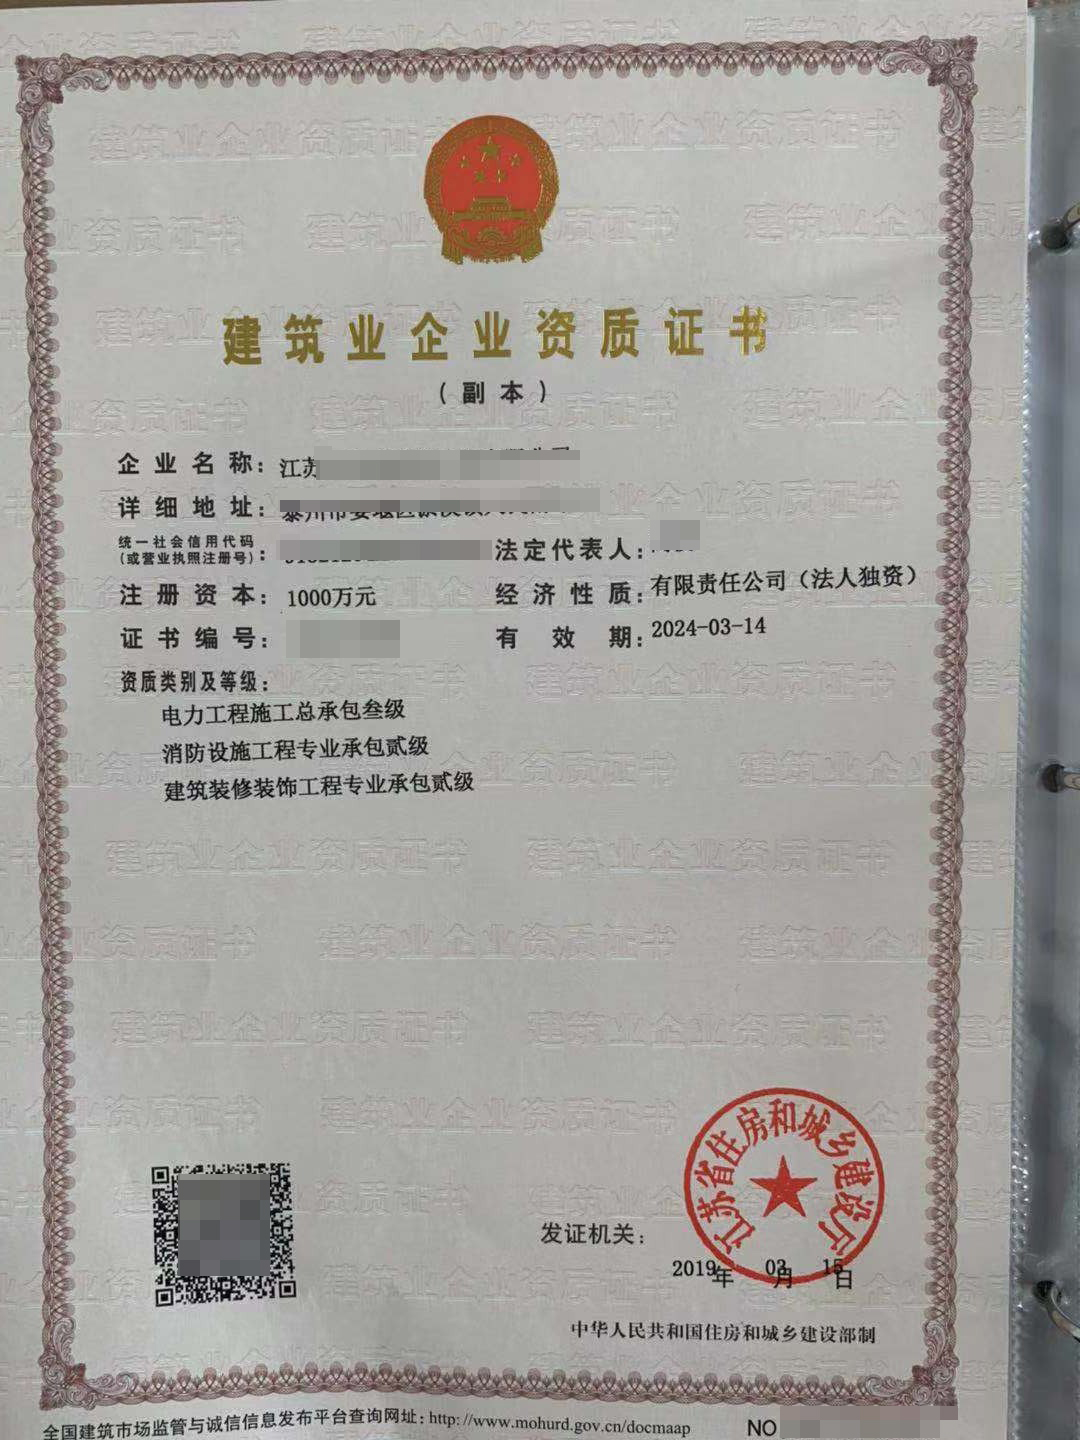 建筑业企业资质证书
(副本)
企业名称：江苏
详细地址：
统一社会信用代码
(或营业执照注册号)：
法定代表人：
注册资本：1000万元
经济性质：有限责任公司（法人独资）
证书编号：
有效期：2024-03-14
资质类别及等级：
电力工程施工总承包叁级
消防设施工程专业承包贰级
建筑装修装饰工程专业承包贰级
江苏省住房和城乡建设厅
发证机关：
2019年 03月 15日
中华人民共和国住房和城乡建设部制
全国建筑市场监管与诚信信息发布平台查询网址：http://www.mohurd.gov.cn/docmaap
NO